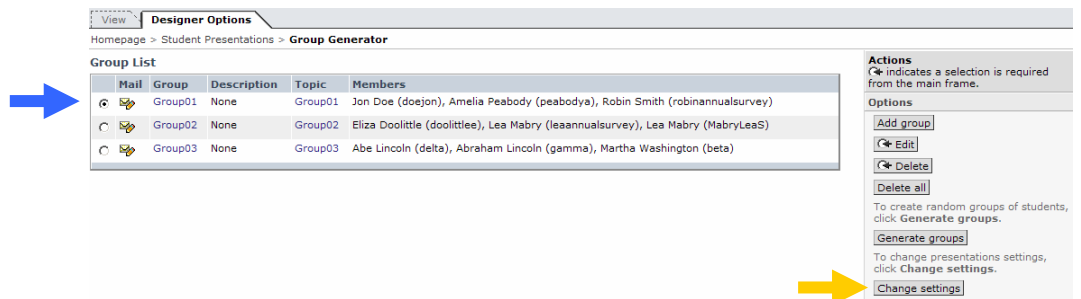 View Designer Options
Homepage > Student Presentations > Group Generator
Group List
Mail Group Description Topic Members
Group01 None Group01 Jon Doe (doejon), Amelia Peabody (peabodya), Robin Smith (robinannualsurvey)
Group02 None Group02 Eliza Doolittle (doolittlee), Lea Mabry (leaannualsurvey), Lea Mabry (MabryLeaS)
Group03 None Group03 Abe Lincoln (delta), Abraham Lincoln (gamma), Martha Washington (beta)
Actions
indicates a selection is required
from the main frame.
Options
Add group
Edit
Delete
Delete all
To create random groups of students,
click Generate groups.
Generate groups
To change presentations settings,
click Change settings.
Change settings